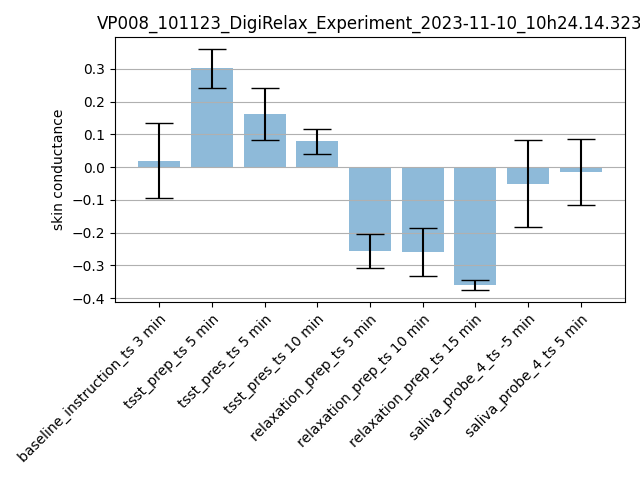 VP008_101123_DigiRelax_Experiment_2023-11-10_10h24.14.323
skin conductance
0.3
0.2
0.1
0.0
−0.1
−0.2
−0.3
−0.4
baseline_instruction_ts 3 min
tsst_prep_ts 5 min
tsst_pres_ts 5 min
tsst_pres_ts 10 min
relaxation_prep_ts 5 min
relaxation_prep_ts 10 min
relaxation_prep_ts 15 min
saliva_probe_4_ts -5 min
saliva_probe_4_ts 5 min